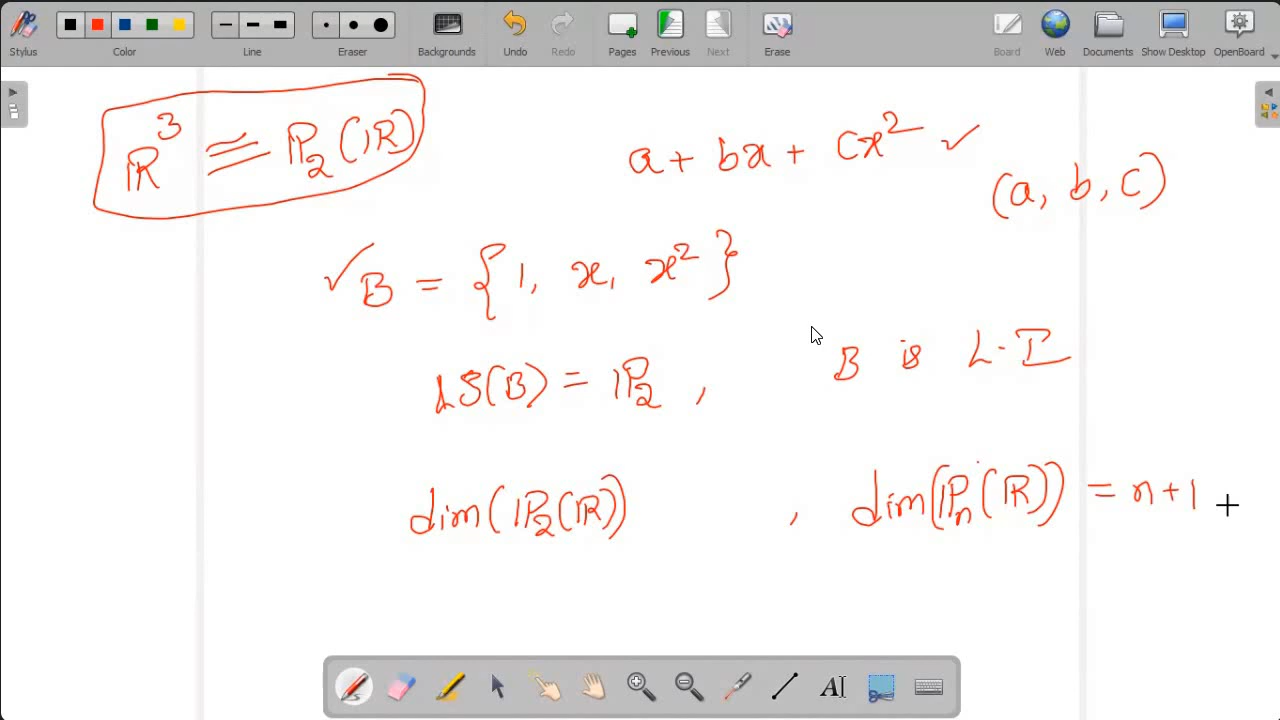 Stylus Color Line Eraser Backgrounds Undo Redo Pages Previous Next Erase Board Web Documents Show Desktop OpenBoard
ℝ³ ≅ ℙ₂(ℝ) a + bx + cx² ✓
(a, b, c)
✓ B = { 1, x, x² }
LS(B) = ℙ₂ , B is L.I
dim(ℙ₂(ℝ)) , dim(ℙₙ(ℝ)) = n+1
AI